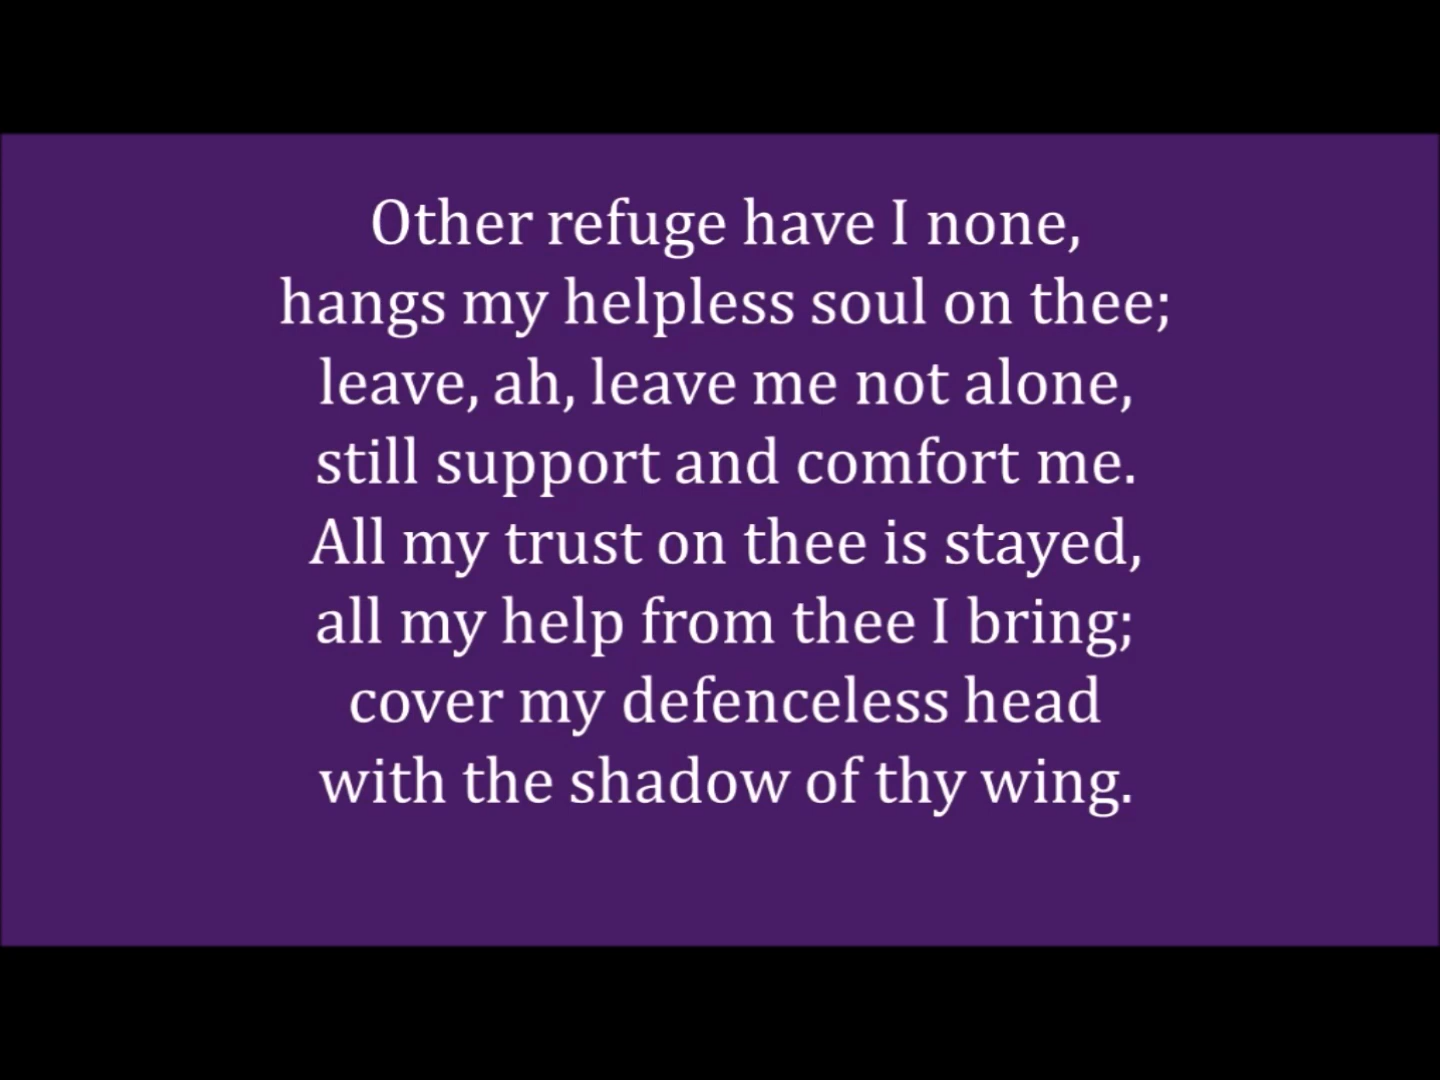 Other refuge have I none,
hangs my helpless soul on thee;
leave, ah, leave me not alone,
still support and comfort me.
All my trust on thee is stayed,
all my help from thee I bring;
cover my defenceless head
with the shadow of thy wing.